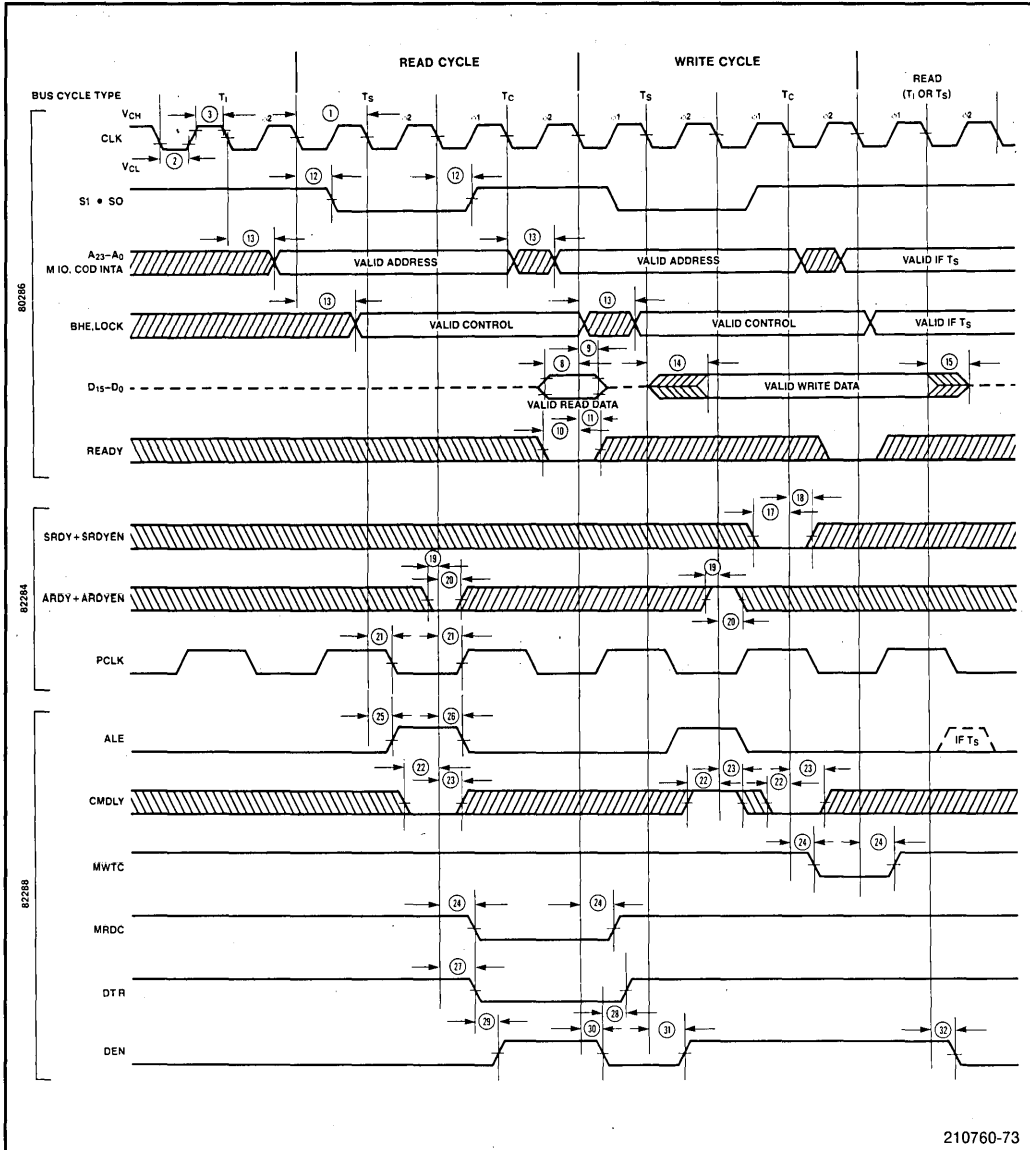 READ CYCLE WRITE CYCLE
READ
(TI OR TS)
BUS CYCLE TYPE TI TS TC TS TC
VCH
CLK
VCL
③ ① ②
φ2 φ2 φ1 φ2 φ1 φ2 φ1 φ2 φ1 φ2
S1 • SO ⑫ ⑫
⑬ ⑬
A23–A0
M IO. COD INTA
VALID ADDRESS VALID ADDRESS VALID IF TS
⑬ ⑬
BHE,LOCK VALID CONTROL VALID CONTROL VALID IF TS
⑨
⑧ ⑭ ⑮
D15–D0 VALID WRITE DATA
VALID READ DATA
⑪
⑩
READY
80286
⑱
⑰
SRDY + SRDYEN
⑲ ⑲
⑳
ARDY + ARDYEN
⑳
㉑ ㉑
PCLK
82284
㉕ ㉖
ALE IF TS
㉒ ㉓ ㉒ ㉓ ㉒ ㉓
CMDLY
㉔ ㉔
MWTC
㉔ ㉔
MRDC
㉗
DTR
㉘
㉙ ㉚ ㉛ ㉜
DEN
82288
210760-73